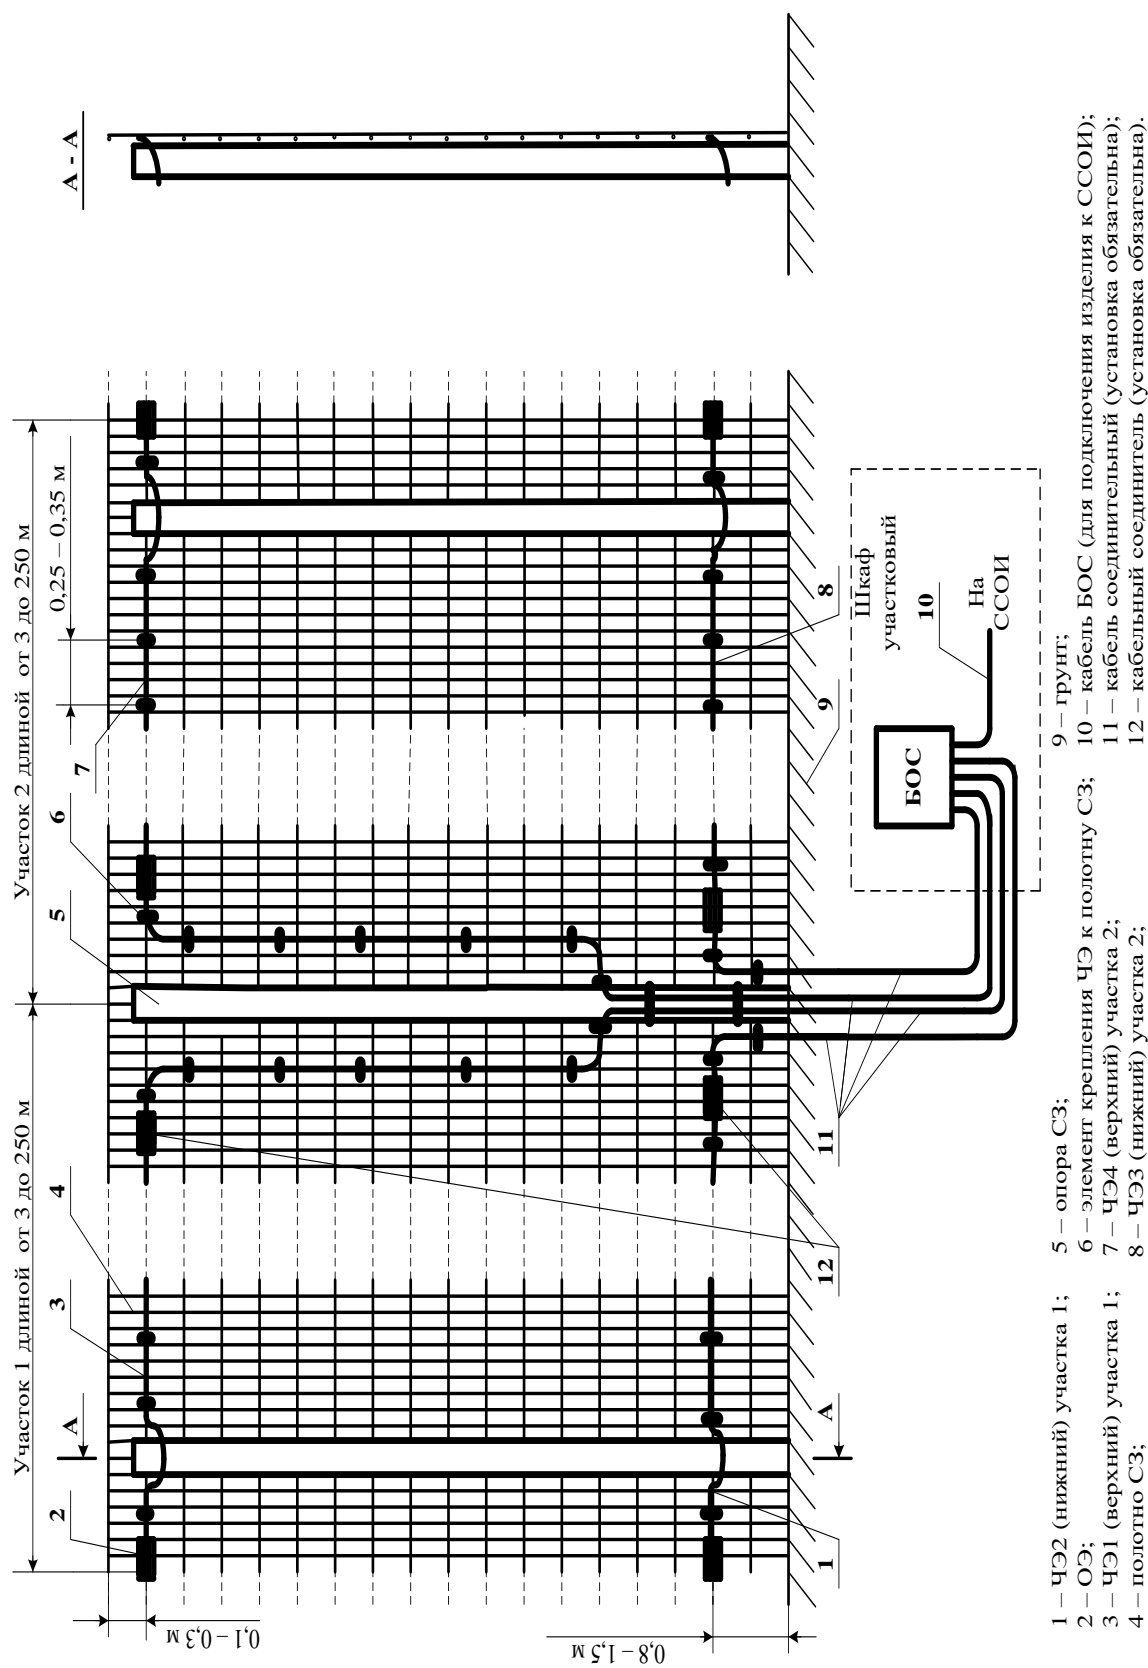 А - А
Участок 1 длиной от 3 до 250 м
Участок 2 длиной от 3 до 250 м
0,25 – 0,35 м
2
А
3
4
5
6
7
0,1 – 0,3 м
0,8 – 1,5 м
1
А
12
11
9
8
Шкаф
участковый
БОС
10
На
ССОИ
1 – ЧЭ2 (нижний) участка 1;
2 – ОЭ;
3 – ЧЭ1 (верхний) участка 1;
4 – полотно СЗ;
5 – опора СЗ;
6 – элемент крепления ЧЭ к полотну СЗ;
7 – ЧЭ4 (верхний) участка 2;
8 – ЧЭ3 (нижний) участка 2;
9 – грунт;
10 – кабель БОС (для подключения изделия к ССОИ);
11 – кабель соединительный (установка обязательна);
12 – кабельный соединитель (установка обязательна).